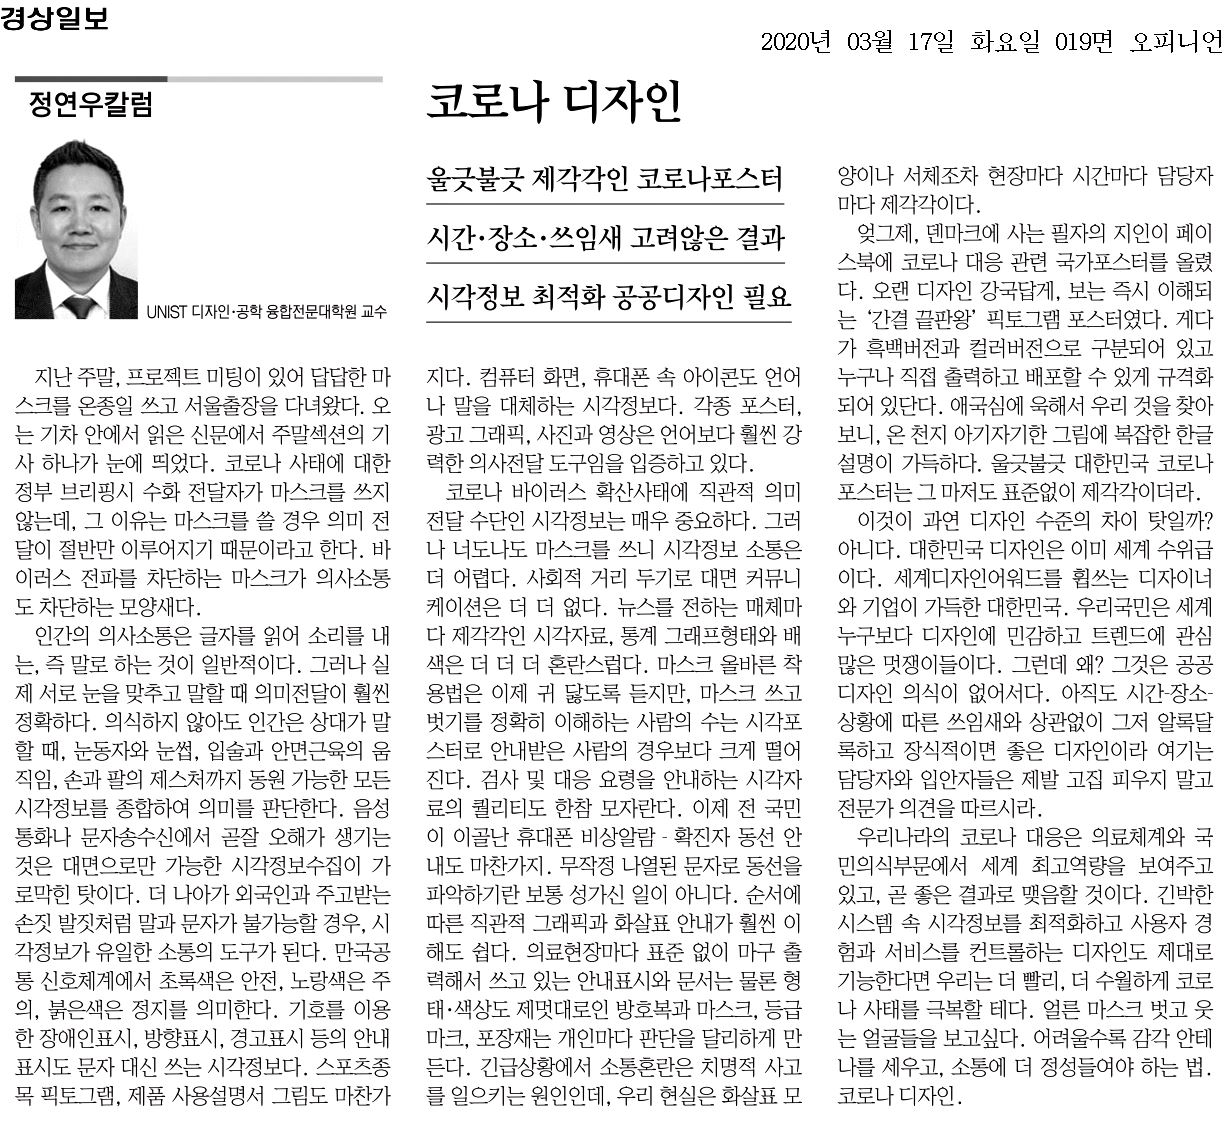 경상일보
2020년 03월 17일 화요일 019면 오피니언
정연우칼럼
UNIST 디자인·공학 융합전문대학원 교수
코로나 디자인
울긋불긋 제각각인 코로나포스터
시간·장소·쓰임새 고려않은 결과
시각정보 최적화 공공디자인 필요
지난 주말, 프로젝트 미팅이 있어 답답한 마
스크를 온종일 쓰고 서울출장을 다녀왔다. 오
는 기차 안에서 읽은 신문에서 주말섹션의 기
사 하나가 눈에 띄었다. 코로나 사태에 대한
정부 브리핑시 수화 전달자가 마스크를 쓰지
않는데, 그 이유는 마스크를 쓸 경우 의미 전
달이 절반만 이루어지기 때문이라고 한다. 바
이러스 전파를 차단하는 마스크가 의사소통
도 차단하는 모양새다.
인간의 의사소통은 글자를 읽어 소리를 내
는, 즉 말로 하는 것이 일반적이다. 그러나 실
제 서로 눈을 맞추고 말할 때 의미전달이 훨씬
정확하다. 의식하지 않아도 인간은 상대가 말
할 때, 눈동자와 눈썹, 입술과 안면근육의 움
직임, 손과 팔의 제스처까지 동원 가능한 모든
시각정보를 종합하여 의미를 판단한다. 음성
통화나 문자송수신에서 곧잘 오해가 생기는
것은 대면으로만 가능한 시각정보수집이 가
로막힌 탓이다. 더 나아가 외국인과 주고받는
손짓 발짓처럼 말과 문자가 불가능할 경우, 시
각정보가 유일한 소통의 도구가 된다. 만국공
통 신호체계에서 초록색은 안전, 노랑색은 주
의, 붉은색은 정지를 의미한다. 기호를 이용
한 장애인표시, 방향표시, 경고표시 등의 안내
표시도 문자 대신 쓰는 시각정보다. 스포츠종
목 픽토그램, 제품 사용설명서 그림도 마찬가
지다. 컴퓨터 화면, 휴대폰 속 아이콘도 언어
나 말을 대체하는 시각정보다. 각종 포스터,
광고 그래픽, 사진과 영상은 언어보다 훨씬 강
력한 의사전달 도구임을 입증하고 있다.
코로나 바이러스 확산사태에 직관적 의미
전달 수단인 시각정보는 매우 중요하다. 그러
나 너도나도 마스크를 쓰니 시각정보 소통은
더 어렵다. 사회적 거리 두기로 대면 커뮤니
케이션은 더 더 없다. 뉴스를 전하는 매체마
다 제각각인 시각자료, 통계 그래프형태와 배
색은 더 더 더 혼란스럽다. 마스크 올바른 착
용법은 이제 귀 닳도록 듣지만, 마스크 쓰고
벗기를 정확히 이해하는 사람의 수는 시각포
스터로 안내받은 사람의 경우보다 크게 떨어
진다. 검사 및 대응 요령을 안내하는 시각자
료의 퀄리티도 한참 모자란다. 이제 전 국민
이 이골난 휴대폰 비상알람 - 확진자 동선 안
내도 마찬가지. 무작정 나열된 문자로 동선을
파악하기란 보통 성가신 일이 아니다. 순서에
따른 직관적 그래픽과 화살표 안내가 훨씬 이
해도 쉽다. 의료현장마다 표준 없이 마구 출
력해서 쓰고 있는 안내표시와 문서는 물론 형
태·색상도 제멋대로인 방호복과 마스크, 등급
마크, 포장재는 개인마다 판단을 달리하게 만
든다. 긴급상황에서 소통혼란은 치명적 사고
를 일으키는 원인인데, 우리 현실은 화살표 모
양이나 서체조차 현장마다 시간마다 담당자
마다 제각각이다.
엊그제, 덴마크에 사는 필자의 지인이 페이
스북에 코로나 대응 관련 국가포스터를 올렸
다. 오랜 디자인 강국답게, 보는 즉시 이해되
는 ‘간결 끝판왕’ 픽토그램 포스터였다. 게다
가 흑백버전과 컬러버전으로 구분되어 있고
누구나 직접 출력하고 배포할 수 있게 규격화
되어 있단다. 애국심에 욱해서 우리 것을 찾아
보니, 온 천지 아기자기한 그림에 복잡한 한글
설명이 가득하다. 울긋불긋 대한민국 코로나
포스터는 그 마저도 표준없이 제각각이더라.
이것이 과연 디자인 수준의 차이 탓일까?
아니다. 대한민국 디자인은 이미 세계 수위급
이다. 세계디자인어워드를 휩쓰는 디자이너
와 기업이 가득한 대한민국. 우리국민은 세계
누구보다 디자인에 민감하고 트렌드에 관심
많은 멋쟁이들이다. 그런데 왜? 그것은 공공
디자인 의식이 없어서다. 아직도 시간-장소-
상황에 따른 쓰임새와 상관없이 그저 알록달
록하고 장식적이면 좋은 디자인이라 여기는
담당자와 입안자들은 제발 고집 피우지 말고
전문가 의견을 따르시라.
우리나라의 코로나 대응은 의료체계와 국
민의식부문에서 세계 최고역량을 보여주고
있고, 곧 좋은 결과로 맺음할 것이다. 긴박한
시스템 속 시각정보를 최적화하고 사용자 경
험과 서비스를 컨트롤하는 디자인도 제대로
기능한다면 우리는 더 빨리, 더 수월하게 코로
나 사태를 극복할 테다. 얼른 마스크 벗고 웃
는 얼굴들을 보고싶다. 어려울수록 감각 안테
나를 세우고, 소통에 더 정성들여야 하는 법.
코로나 디자인.